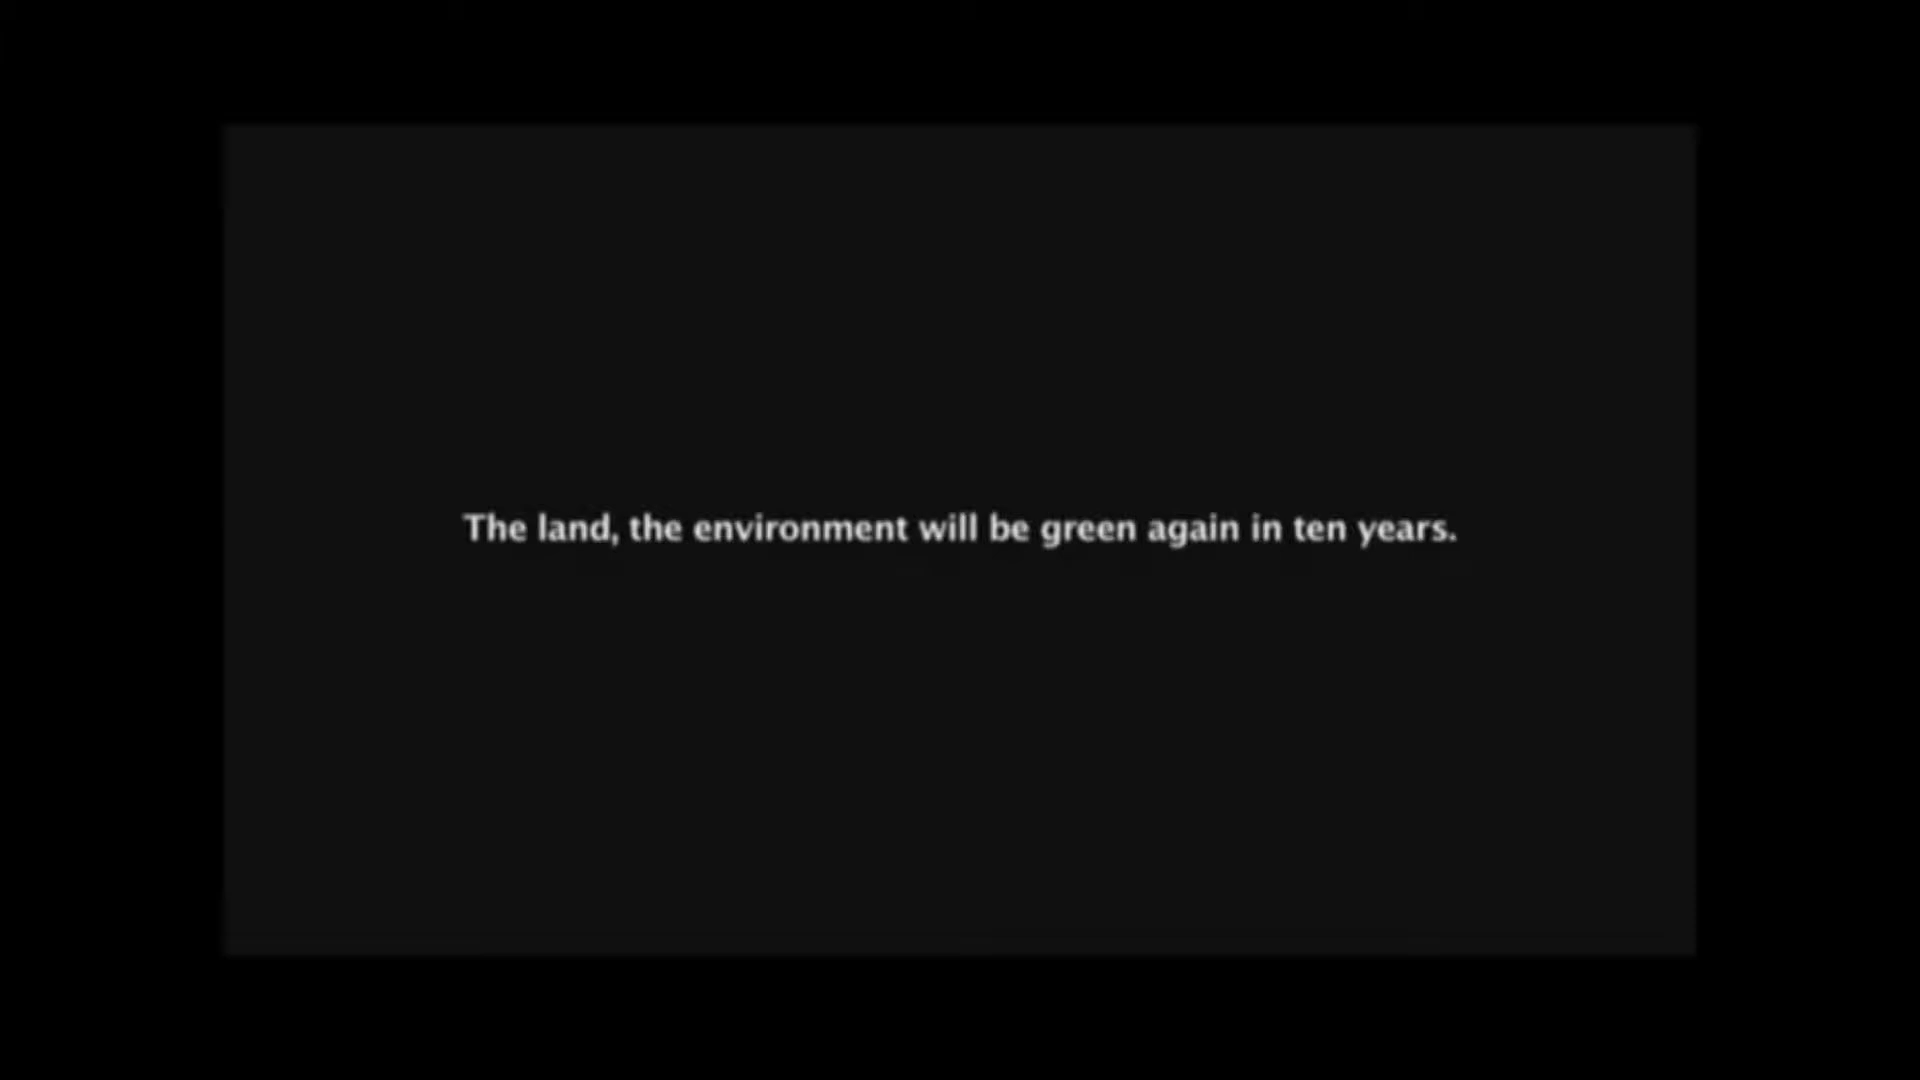 The land, the environment will be green again in ten years.